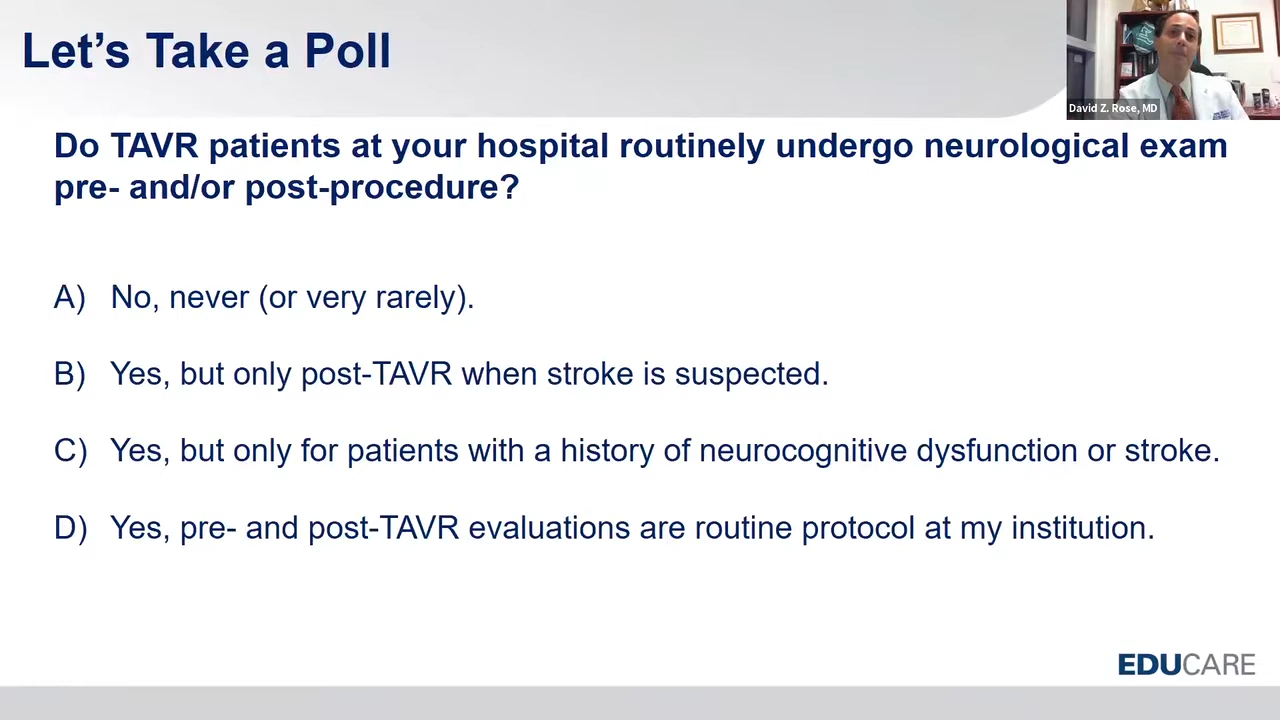 Let's Take a Poll
David Z. Rose, MD
Do TAVR patients at your hospital routinely undergo neurological exam
pre- and/or post-procedure?
A) No, never (or very rarely).
B) Yes, but only post-TAVR when stroke is suspected.
C) Yes, but only for patients with a history of neurocognitive dysfunction or stroke.
D) Yes, pre- and post-TAVR evaluations are routine protocol at my institution.
EDUCARE